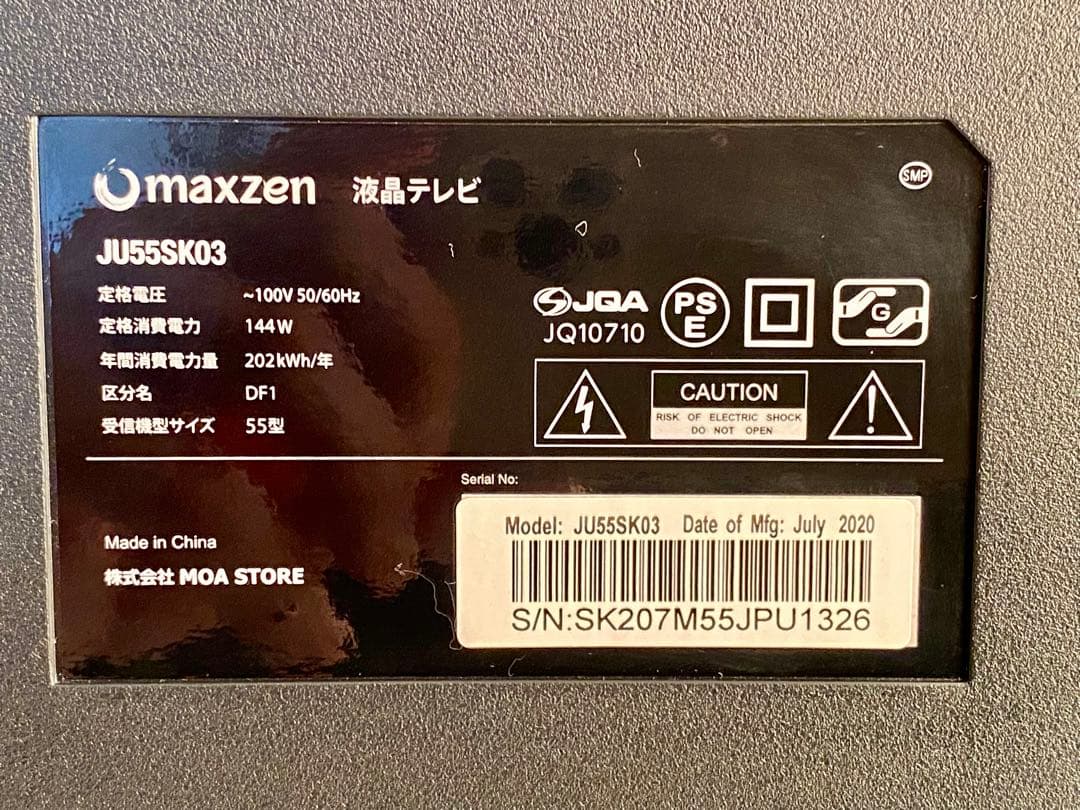 maxzen 液晶テレビ
SMP
JU55SK03
定格電圧 ~100V 50/60Hz
定格消費電力 144W
年間消費電力量 202kWh/年
区分名 DF1
受信機型サイズ 55型
JQA
JQ10710
PS
E
G
CAUTION
RISK OF ELECTRIC SHOCK
DO NOT OPEN
Serial No:
Model: JU55SK03 Date of Mfg: July 2020
S/N:SK207M55JPU1326
Made in China
株式会社 MOA STORE